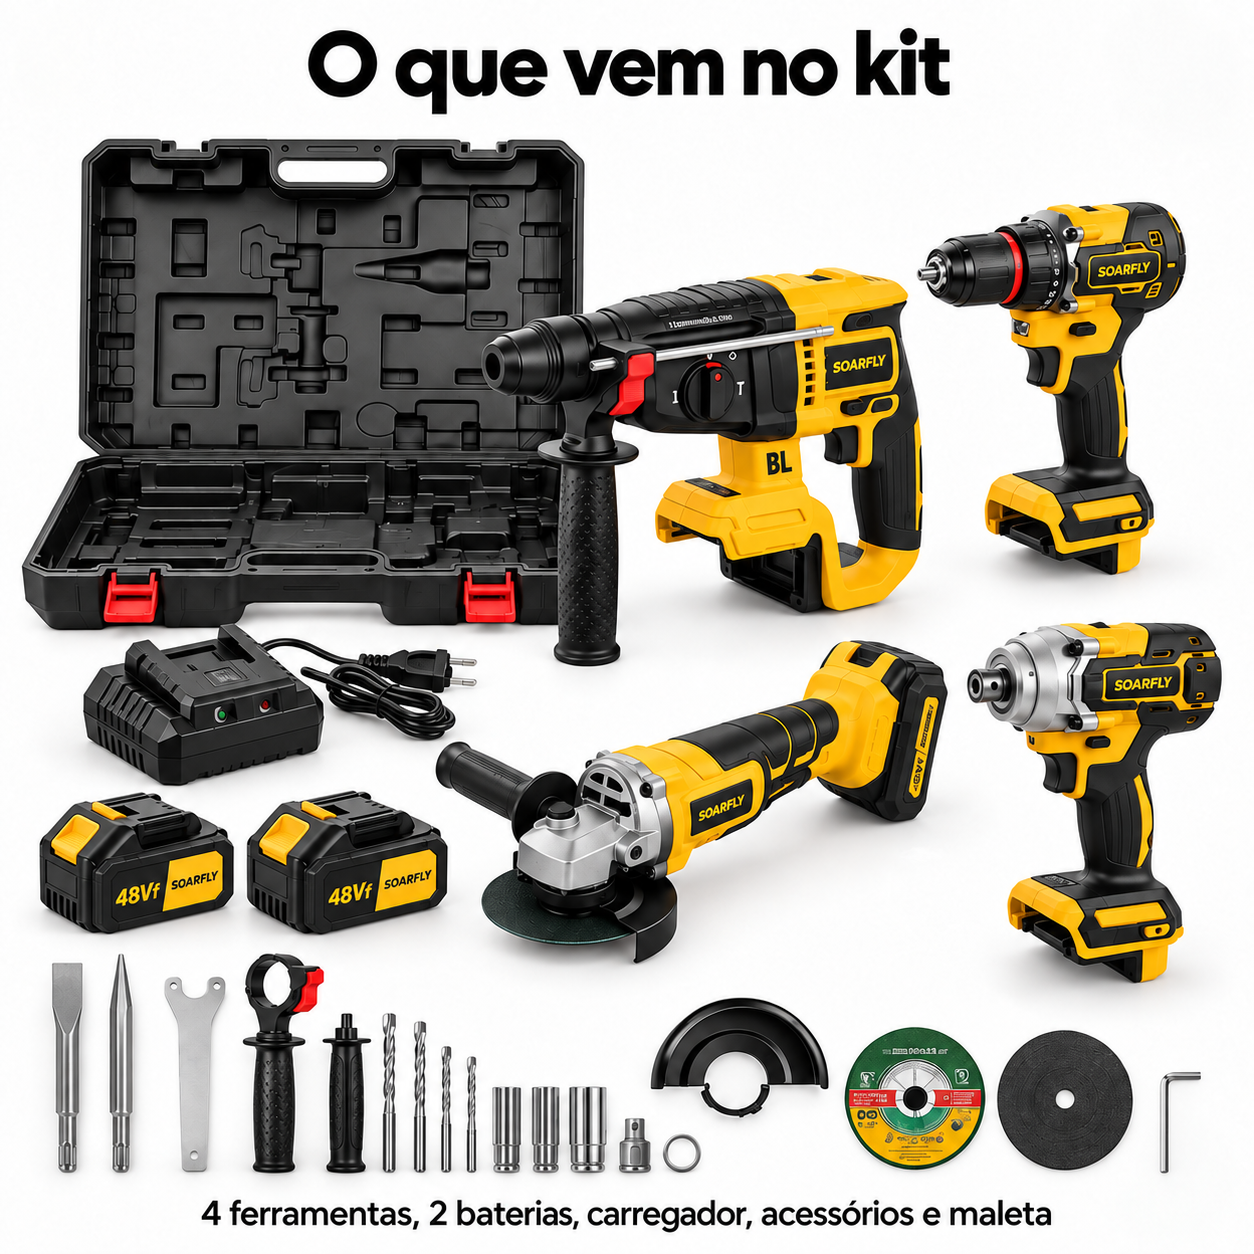 O que vem no kit
SOARFLY
SOARFLY
BL
SOARFLY
SOARFLY
48Vf SOARFLY
48Vf SOARFLY
4 ferramentas, 2 baterias, carregador, acessórios e maleta